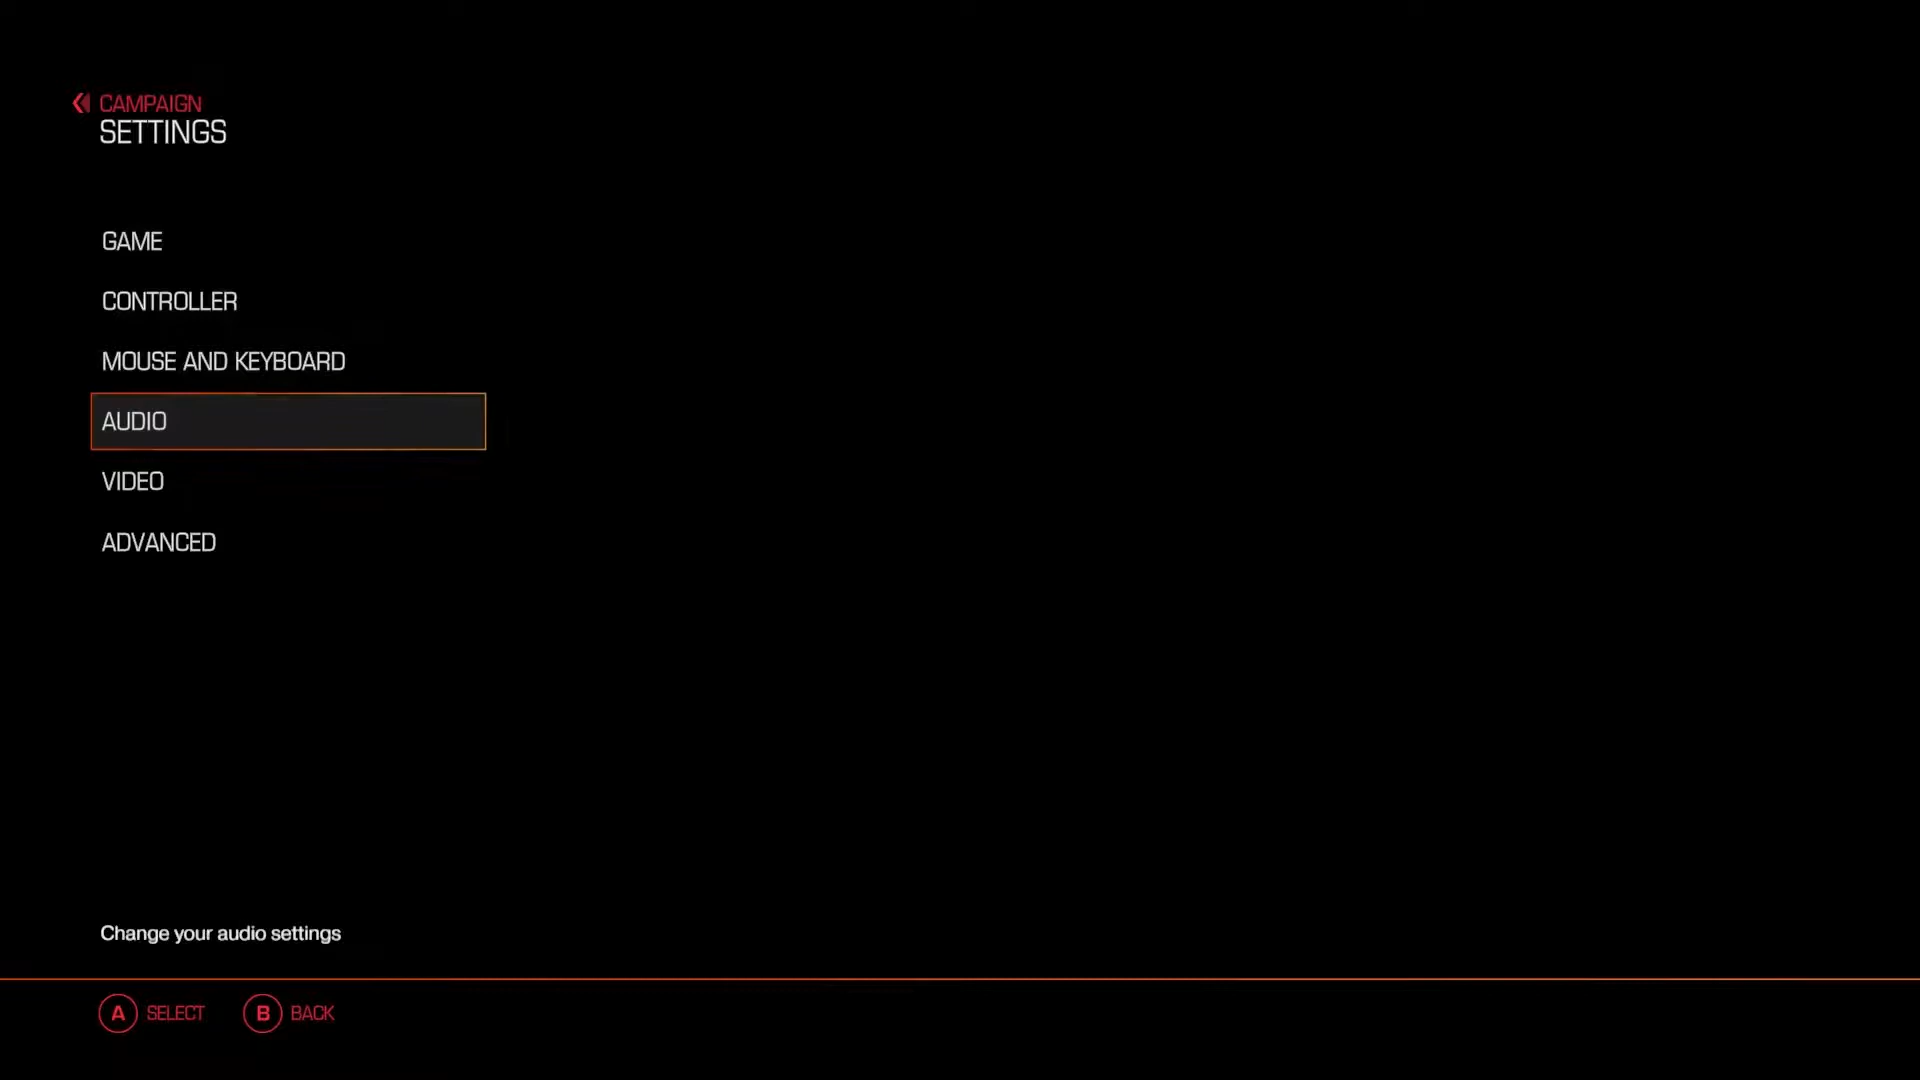 CAMPAIGN
SETTINGS
GAME
CONTROLLER
MOUSE AND KEYBOARD
AUDIO
VIDEO
ADVANCED
Change your audio settings
A SELECT B BACK